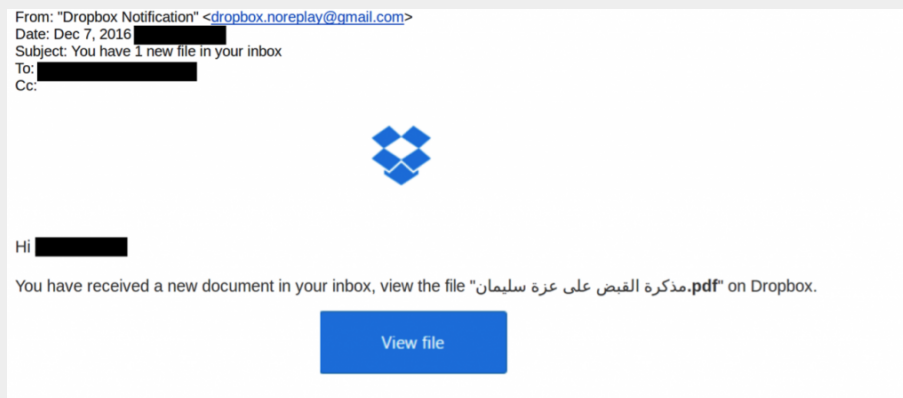 From: "Dropbox Notification" <dropbox.noreplay@gmail.com>
Date: Dec 7, 2016
Subject: You have 1 new file in your inbox
To:
Cc:
Hi
You have received a new document in your inbox, view the file "مذكرة القبض على عزة سليمان.pdf" on Dropbox.
View file